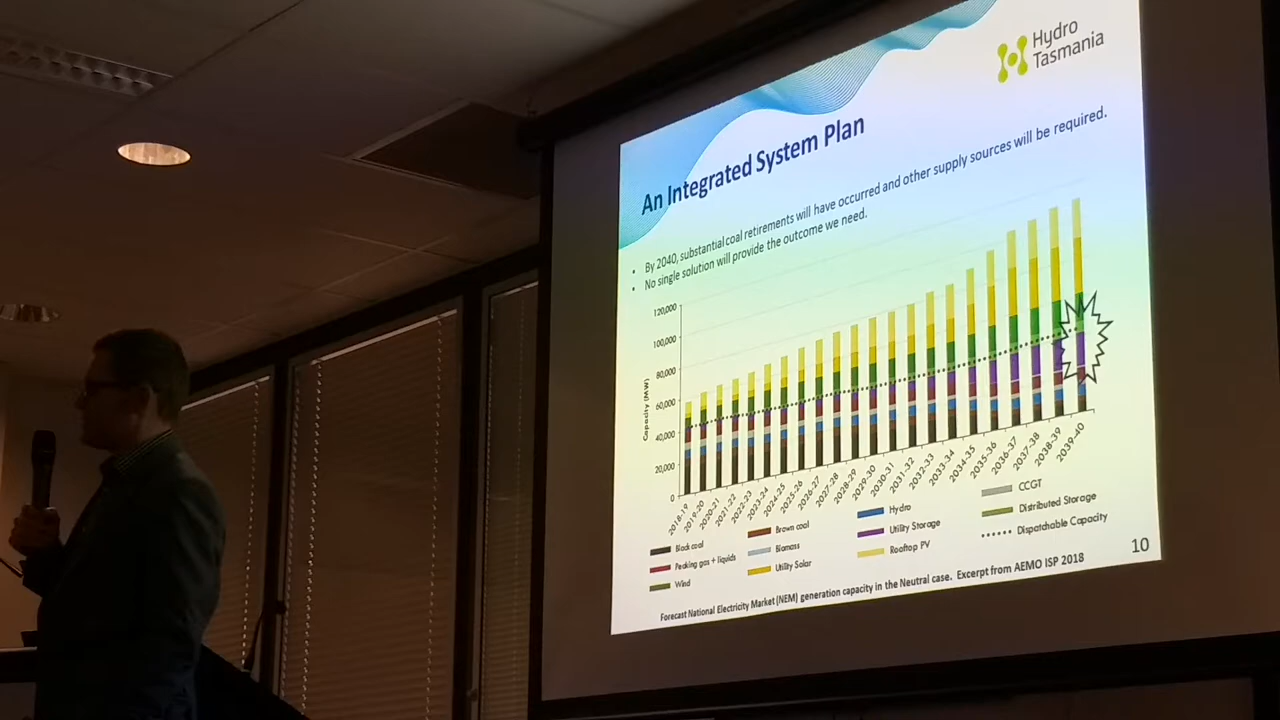 Hydro
Tasmania
An Integrated System Plan
• By 2040, substantial coal retirements will have occurred and other supply sources will be required.
• No single solution will provide the outcome we need.
Capacity (MW)
120,000
100,000
80,000
60,000
40,000
20,000
0
2018-19 2019-20 2020-21 2021-22 2022-23 2023-24 2024-25 2025-26 2026-27 2027-28 2028-29 2029-30 2030-31 2031-32 2032-33 2033-34 2034-35 2035-36 2036-37 2037-38 2038-39 2039-40
Black coal Brown coal Hydro CCGT
Peaking gas + liquids Biomass Utility Storage Distributed Storage
Wind Utility Solar Rooftop PV Dispatchable Capacity
Forecast National Electricity Market (NEM) generation capacity in the Neutral case. Excerpt from AEMO ISP 2018
10